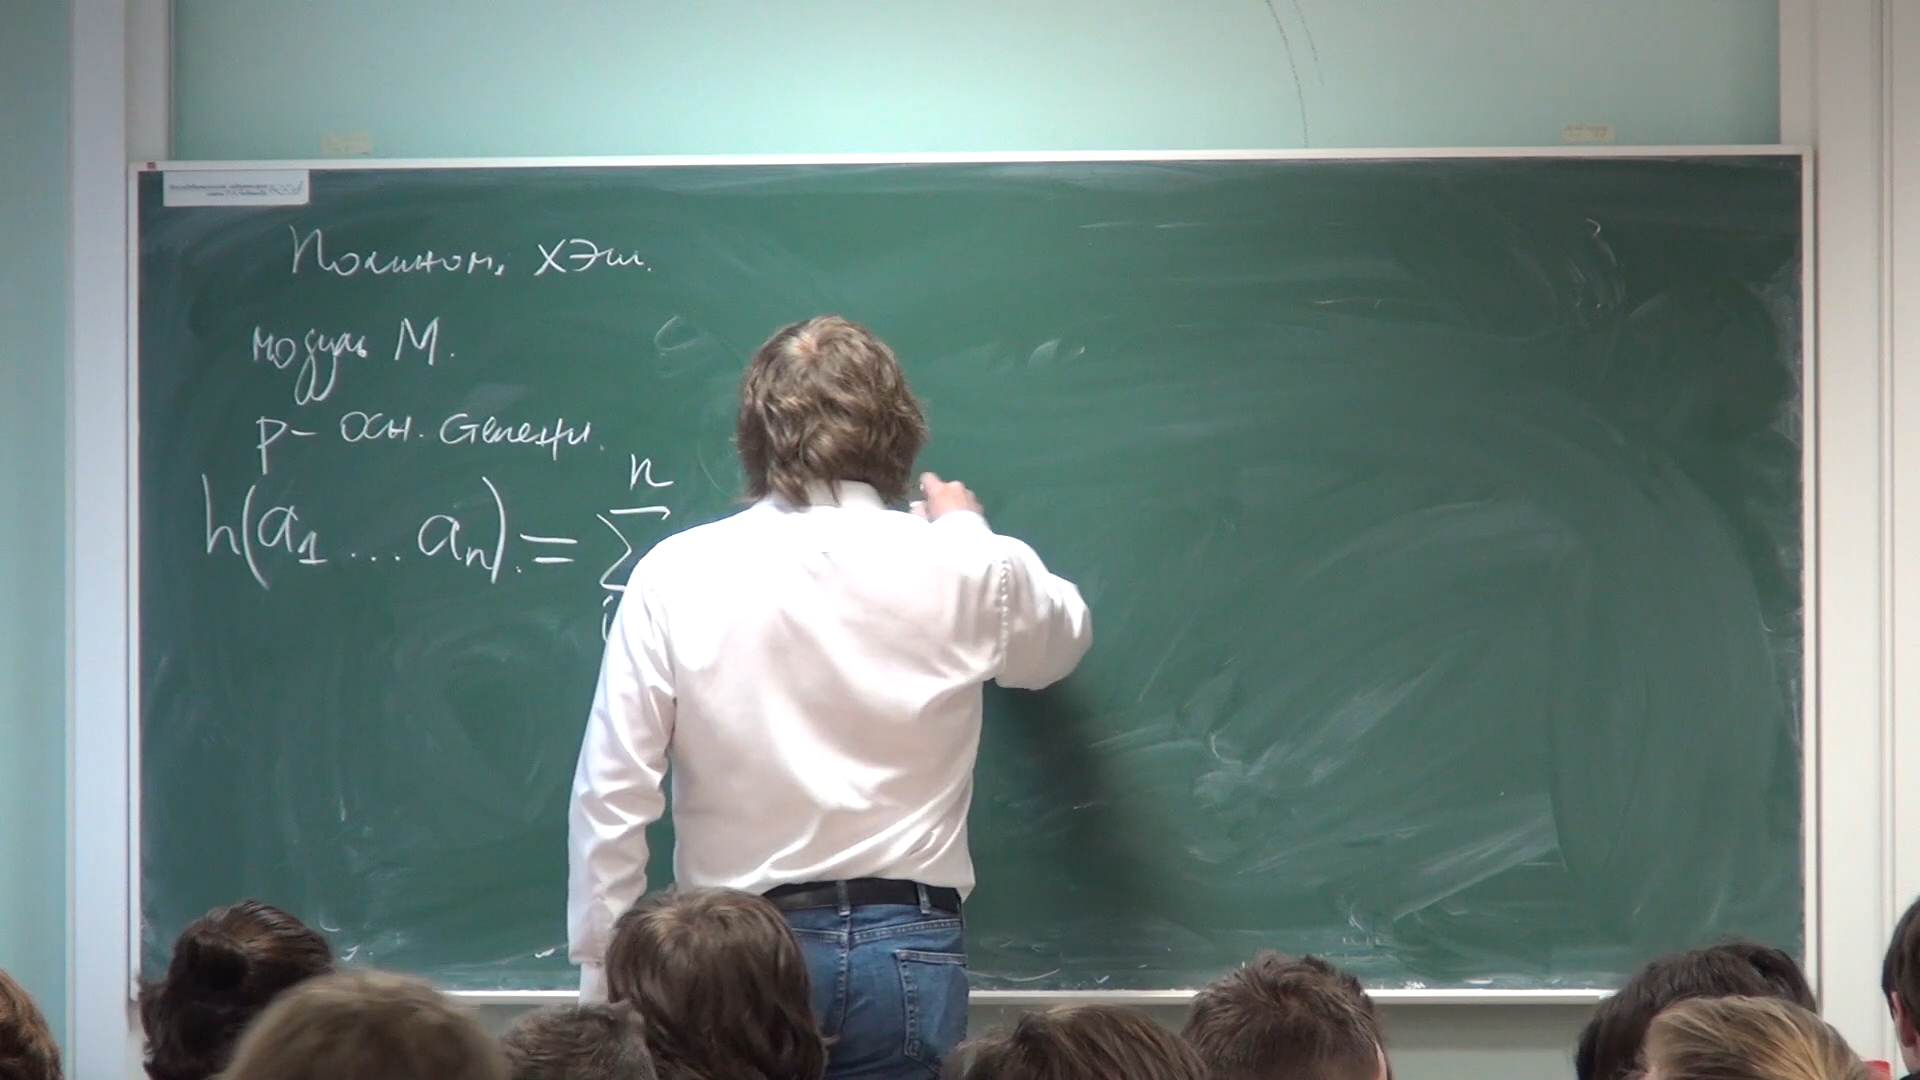 Полином. хэш.
модуль M.
p - осн. степени.
h(a₁ ... aₙ) = ∑ n i